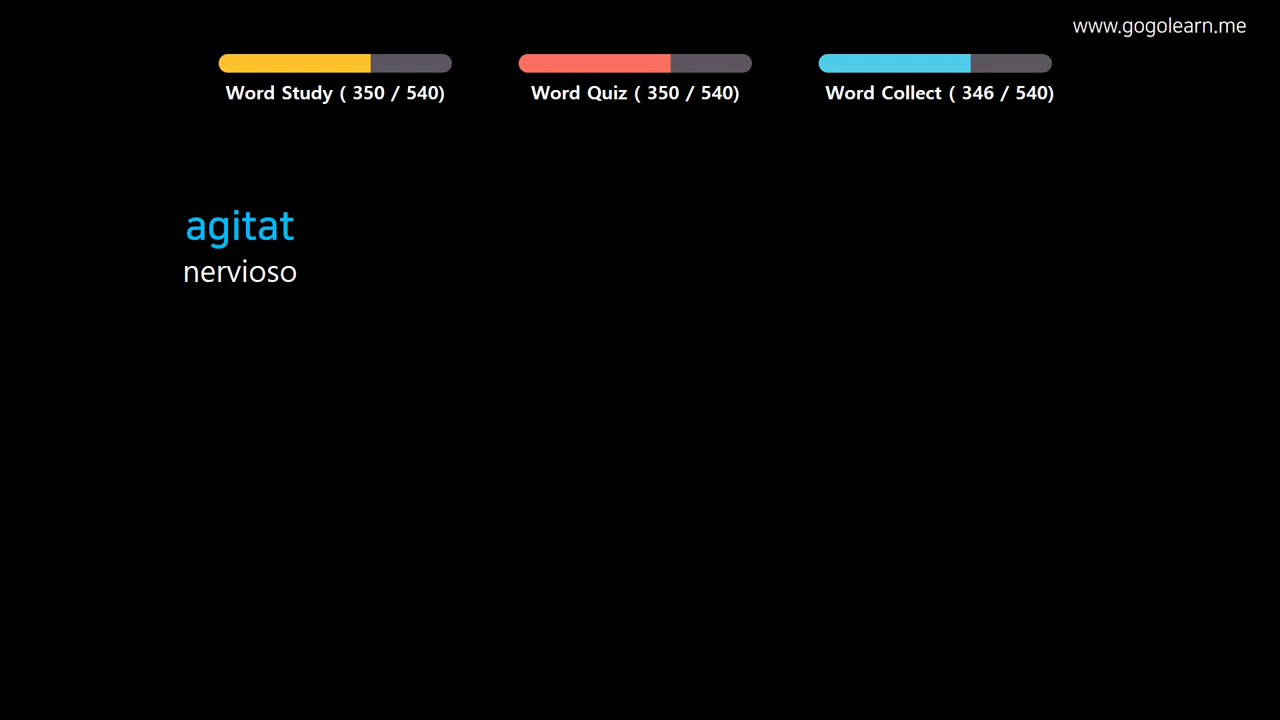 www.gogolearn.me
Word Study ( 350 / 540)
Word Quiz ( 350 / 540)
Word Collect ( 346 / 540)
agitat
nervioso